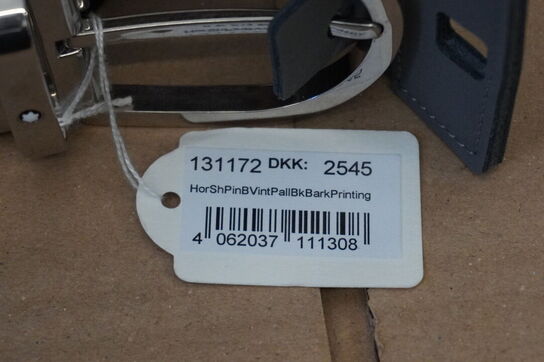 131172 DKK: 2545
HorShPinBVintPallBkBarkPrinting
4 062037 111308